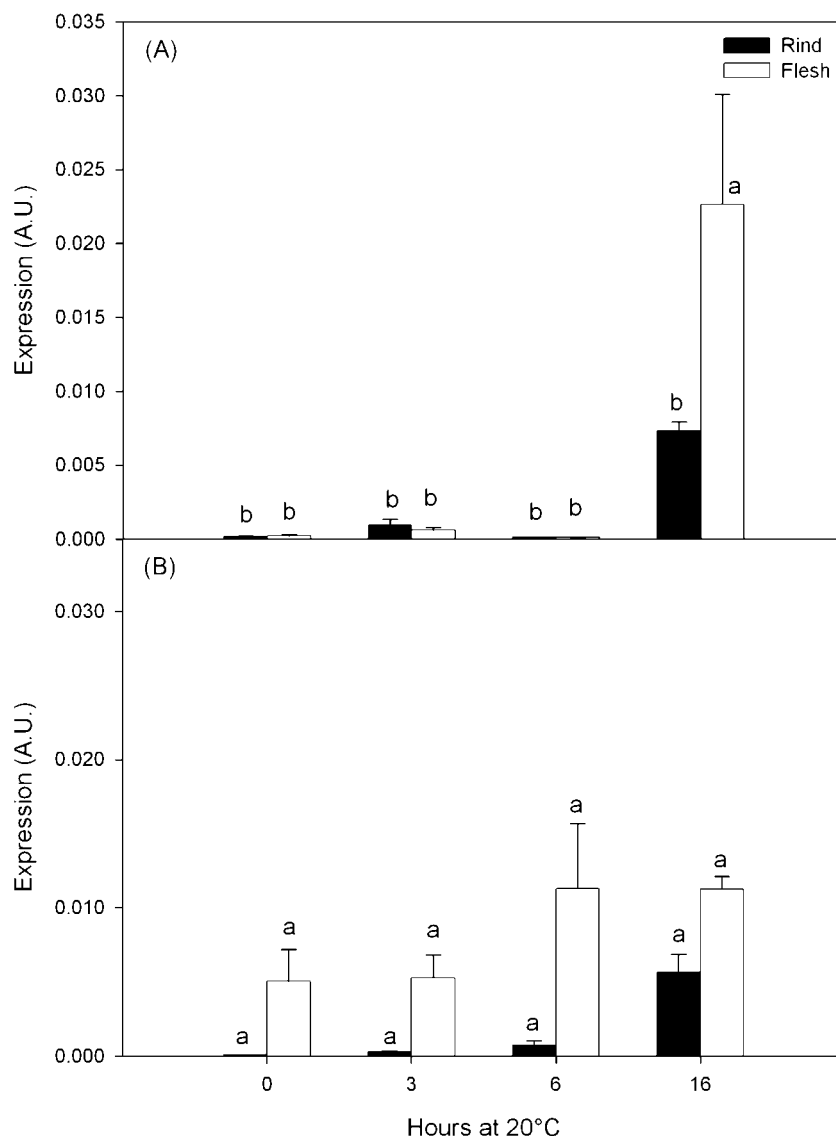 (A)
Rind
Flesh
0.035
0.030
0.025
0.020
0.015
0.010
0.005
0.000
Expression (A.U.)
b b b b b b b a
(B)
0.030
0.020
0.010
0.000
Expression (A.U.)
a a a a a a a a
0 3 6 16
Hours at 20°C